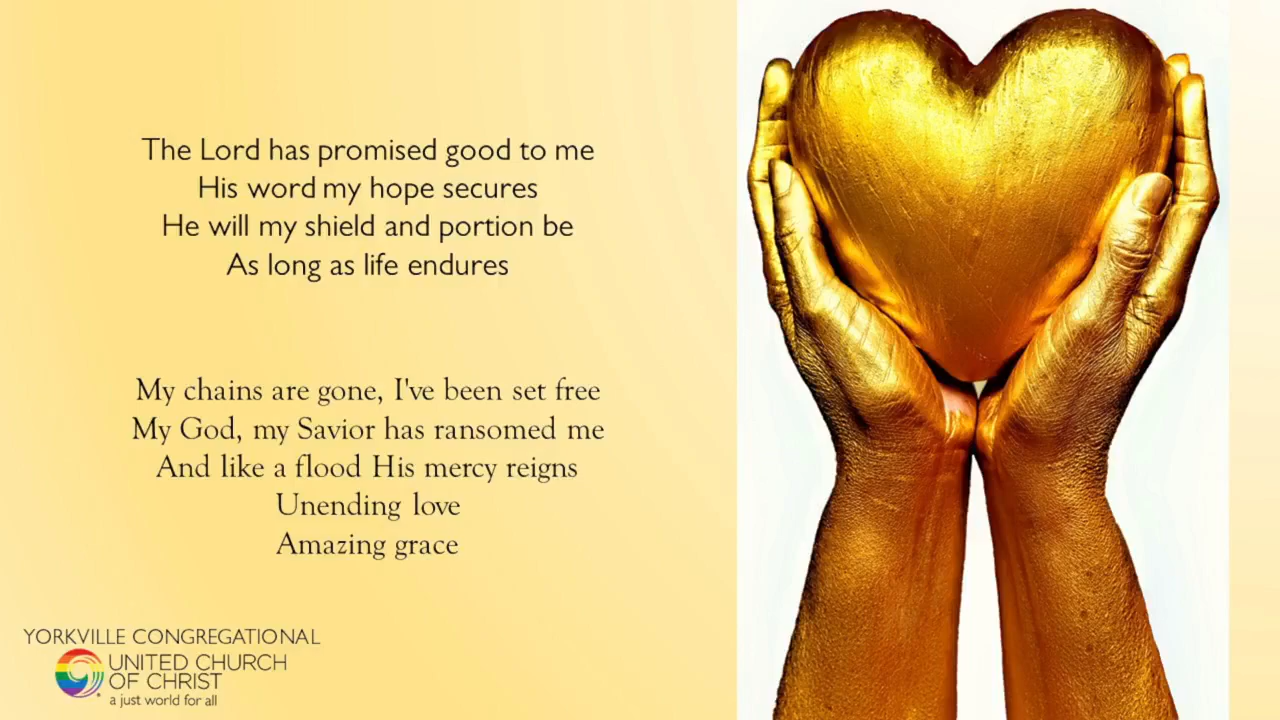 The Lord has promised good to me
His word my hope secures
He will my shield and portion be
As long as life endures
My chains are gone, I've been set free
My God, my Savior has ransomed me
And like a flood His mercy reigns
Unending love
Amazing grace
YORKVILLE CONGREGATIONAL
UNITED CHURCH
OF CHRIST
a just world for all